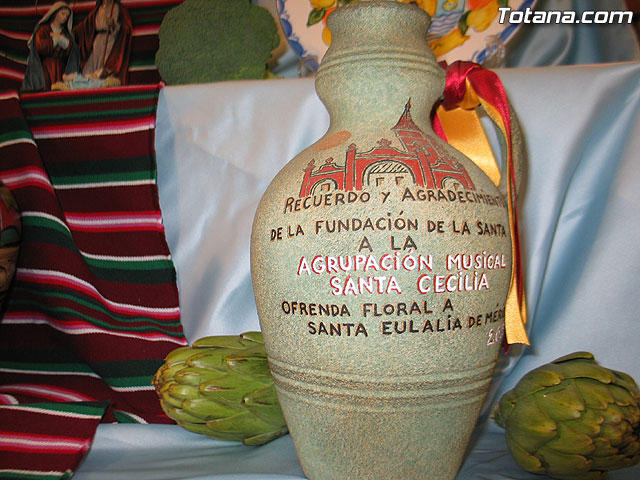 Totana.com
RECUERDO Y AGRADECIMIENTO
DE LA FUNDACIÓN DE LA SANTA
A LA
AGRUPACIÓN MUSICAL
SANTA CECILIA
OFRENDA FLORAL A
SANTA EULALIA DE